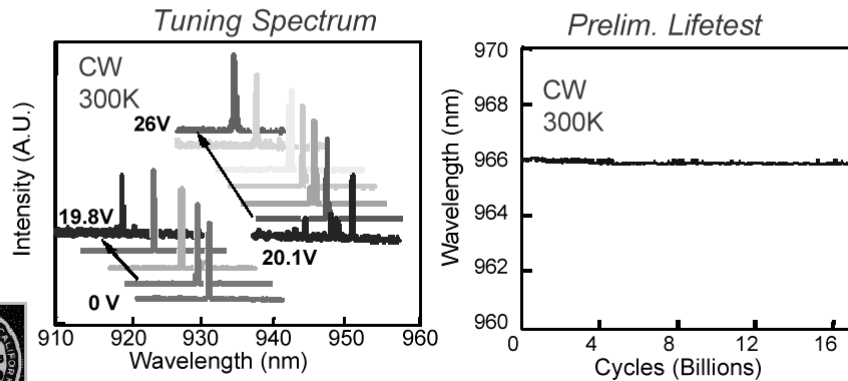 Tuning Spectrum
CW
300K
26V
19.8V
20.1V
0 V
Intensity (A.U.)
910 920 930 940 950 960
Wavelength (nm)
Prelim. Lifetest
970
968
966
964
962
960
CW
300K
Wavelength (nm)
0 4 8 12 16
Cycles (Billions)